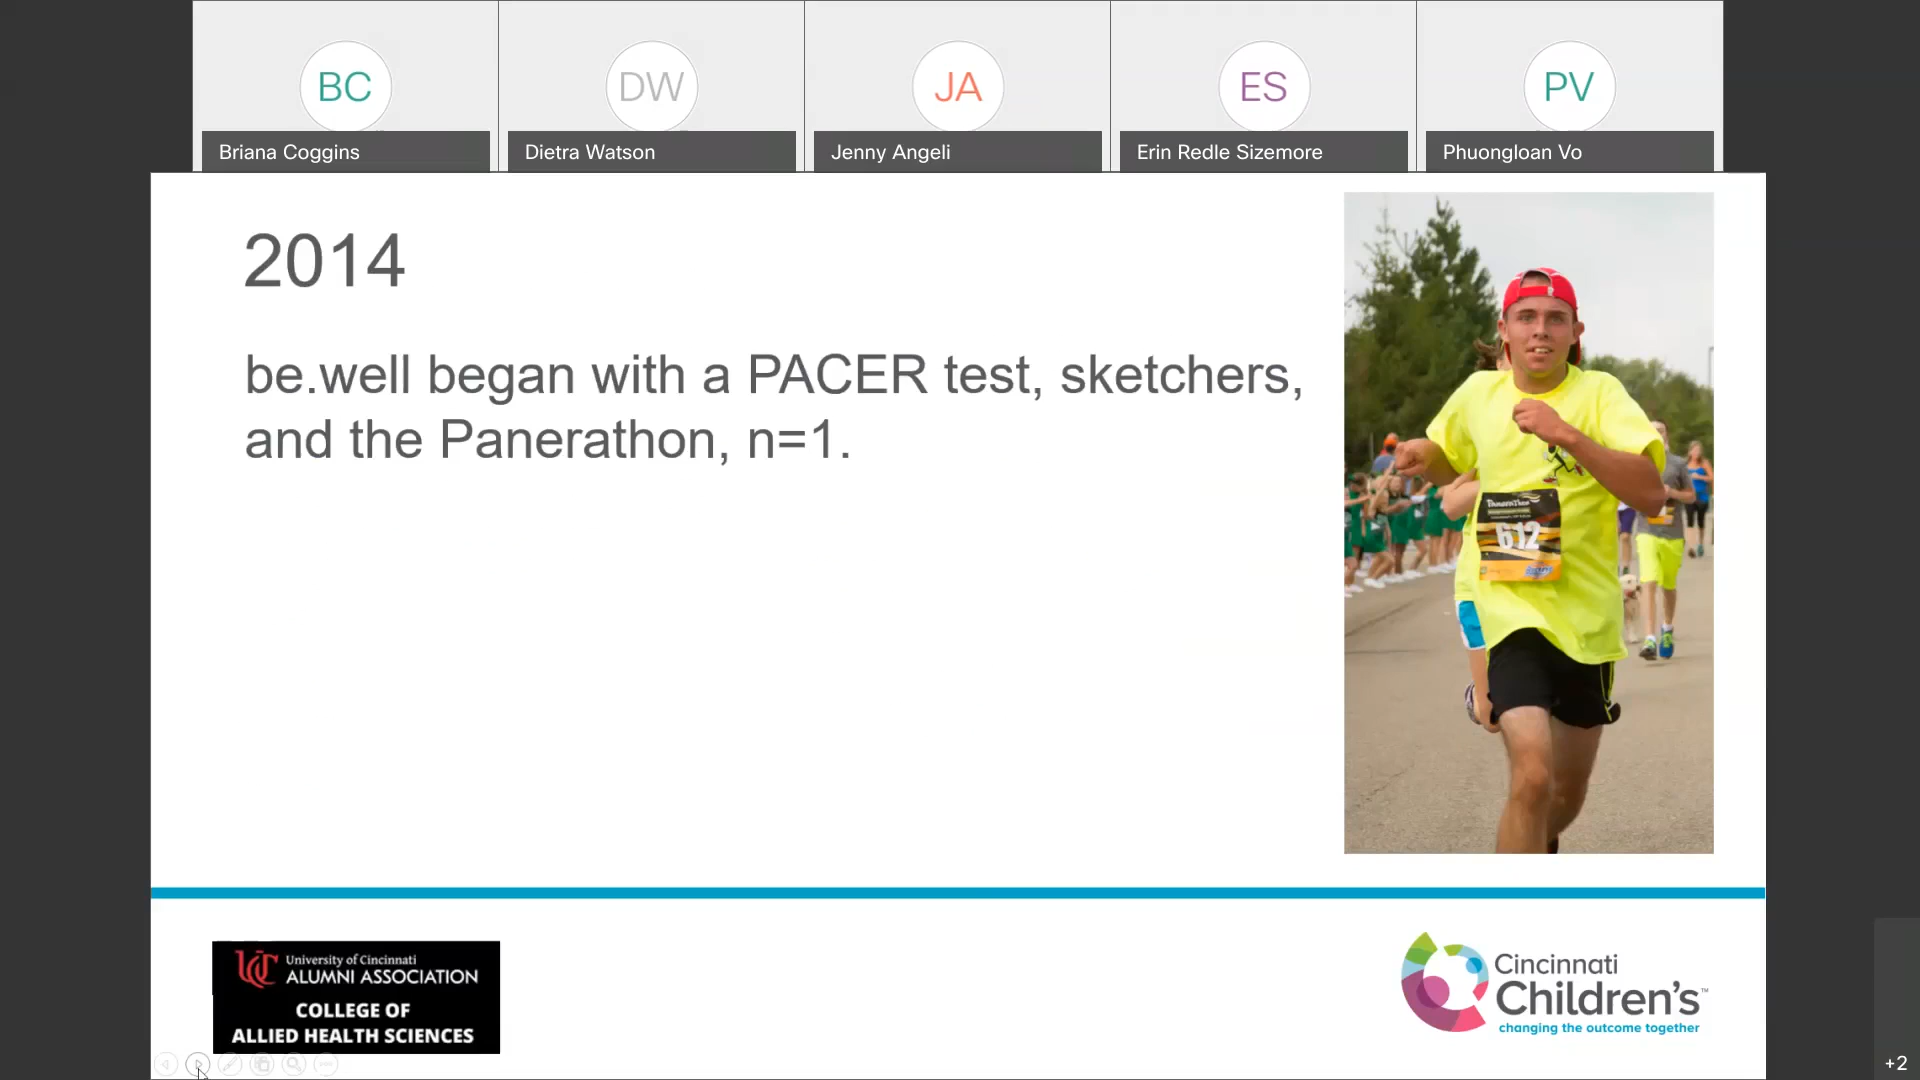 BC
DW
JA
ES
PV
Briana Coggins
Dietra Watson
Jenny Angeli
Erin Redle Sizemore
Phuongloan Vo
2014
be.well began with a PACER test, sketchers,
and the Panerathon, n=1.
612
University of Cincinnati
ALUMNI ASSOCIATION
COLLEGE OF
ALLIED HEALTH SCIENCES
Cincinnati
Children's™
changing the outcome together
+2